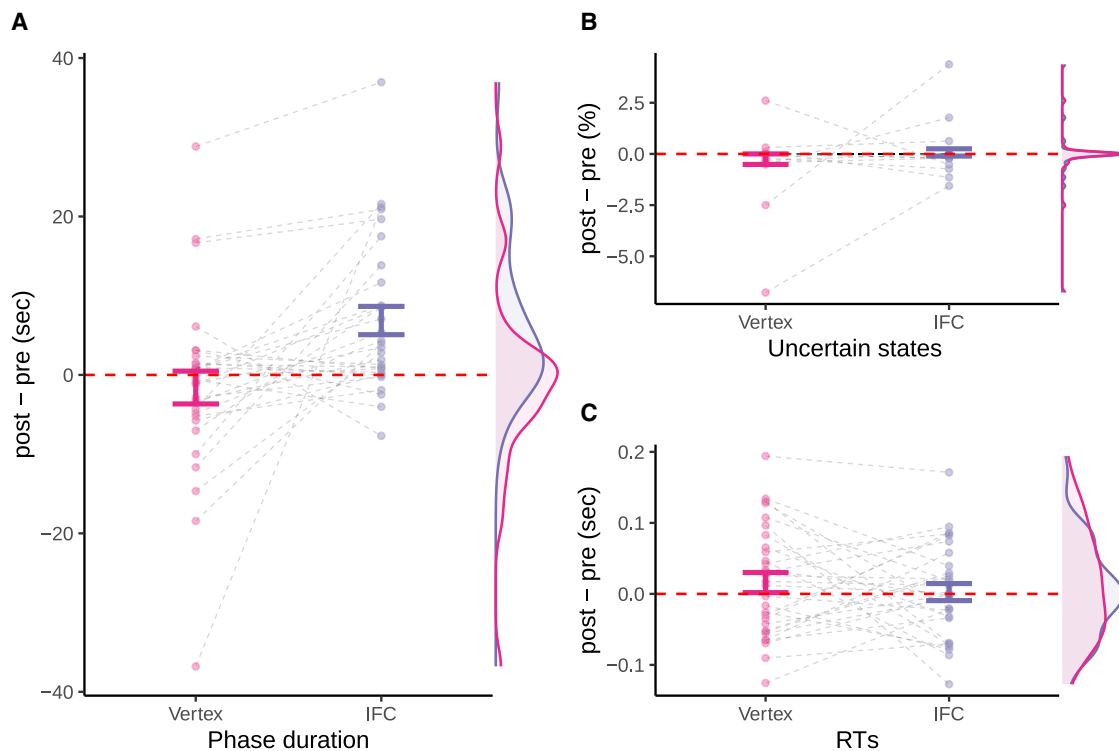 A
post − pre (sec)
40
20
0
−20
−40
Vertex
IFC
Phase duration
B
post − pre (%)
2.5
0.0
−2.5
−5.0
Vertex
IFC
Uncertain states
C
post − pre (sec)
0.2
0.1
0.0
−0.1
Vertex
IFC
RTs